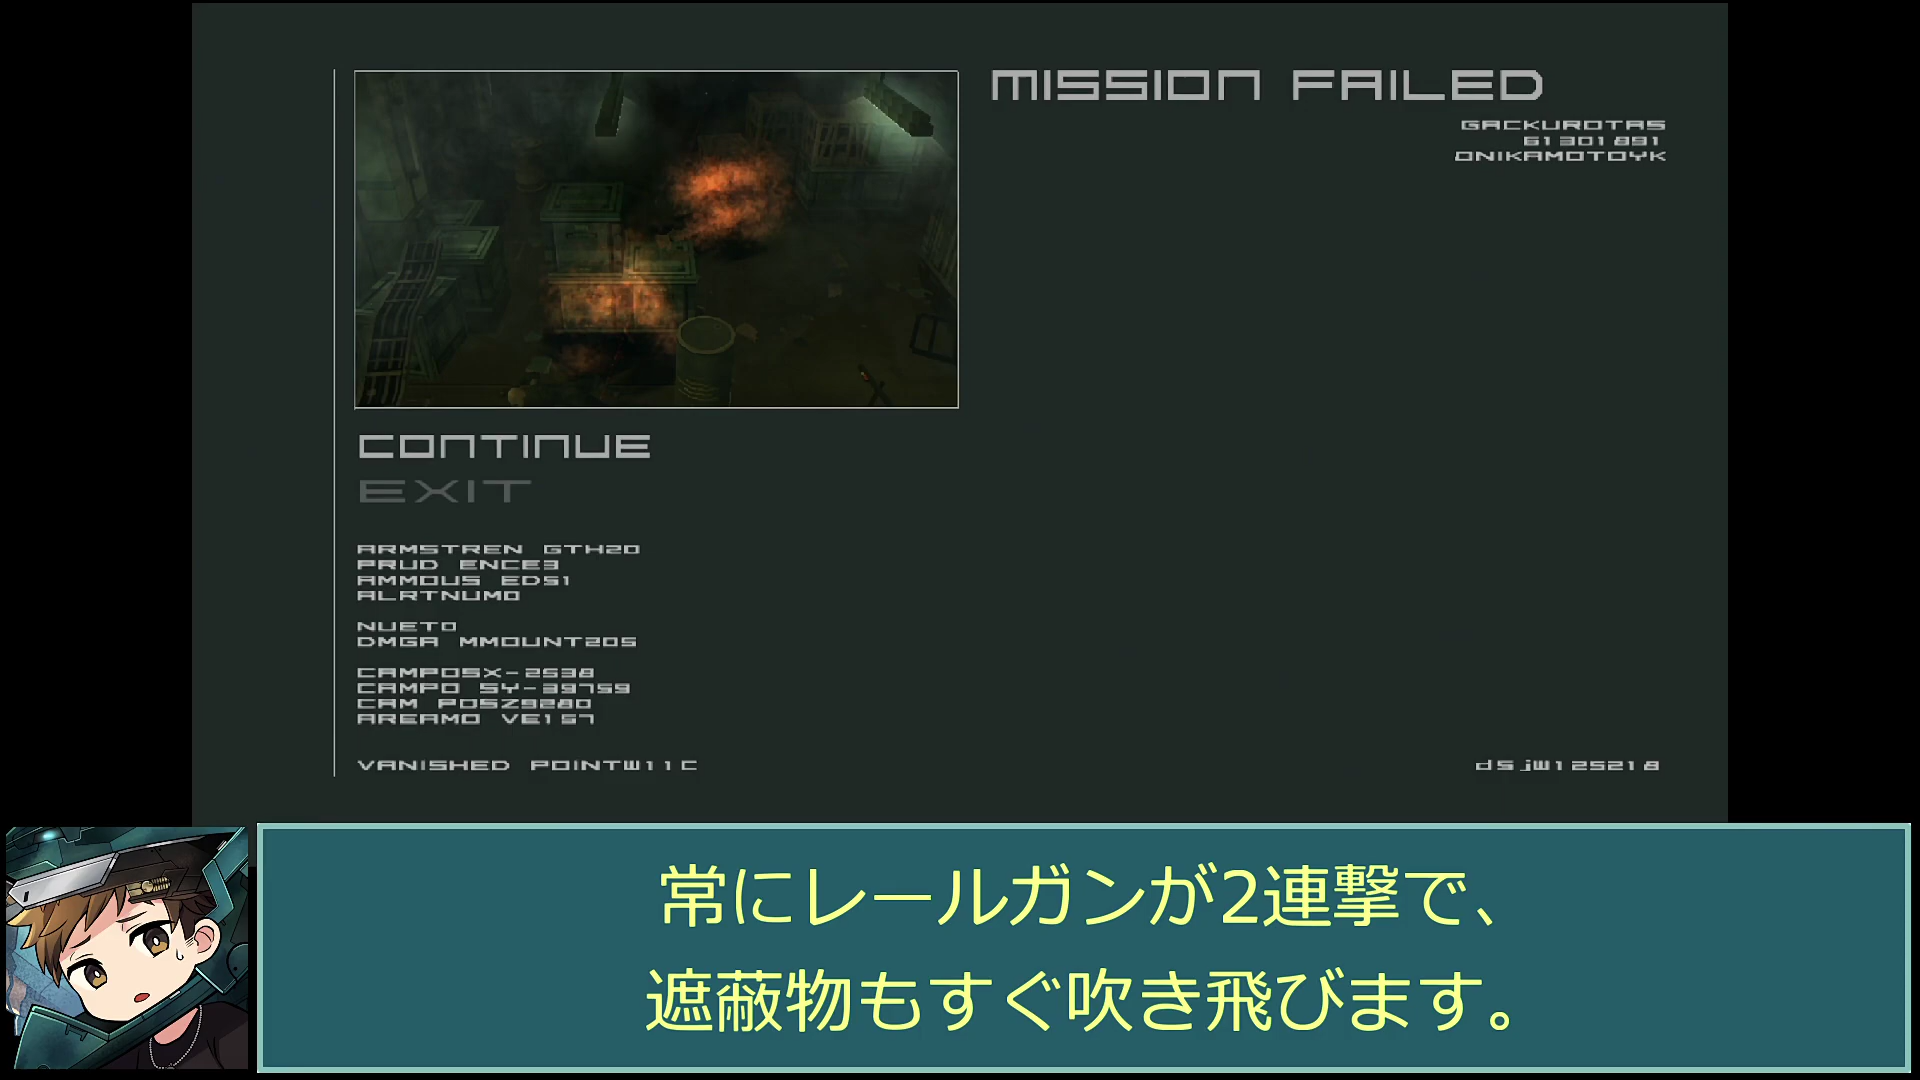 MISSION FAILED
GACKUROTAS
61301891
ONIKAMOTOYK
CONTINUE
EXIT
ARMSTREN GTH20
PRUD ENCE3
AMMOUS EDS1
ALRTNUM0
NUET0
DMGA MMOUNT205
CAMPOSX-2538
CAMPO SY-39759
CAM POSZ9280
AREAMO VE157
VANISHED POINTW11C
dSjW125218
常にレールガンが2連撃で、
遮蔽物もすぐ吹き飛びます。